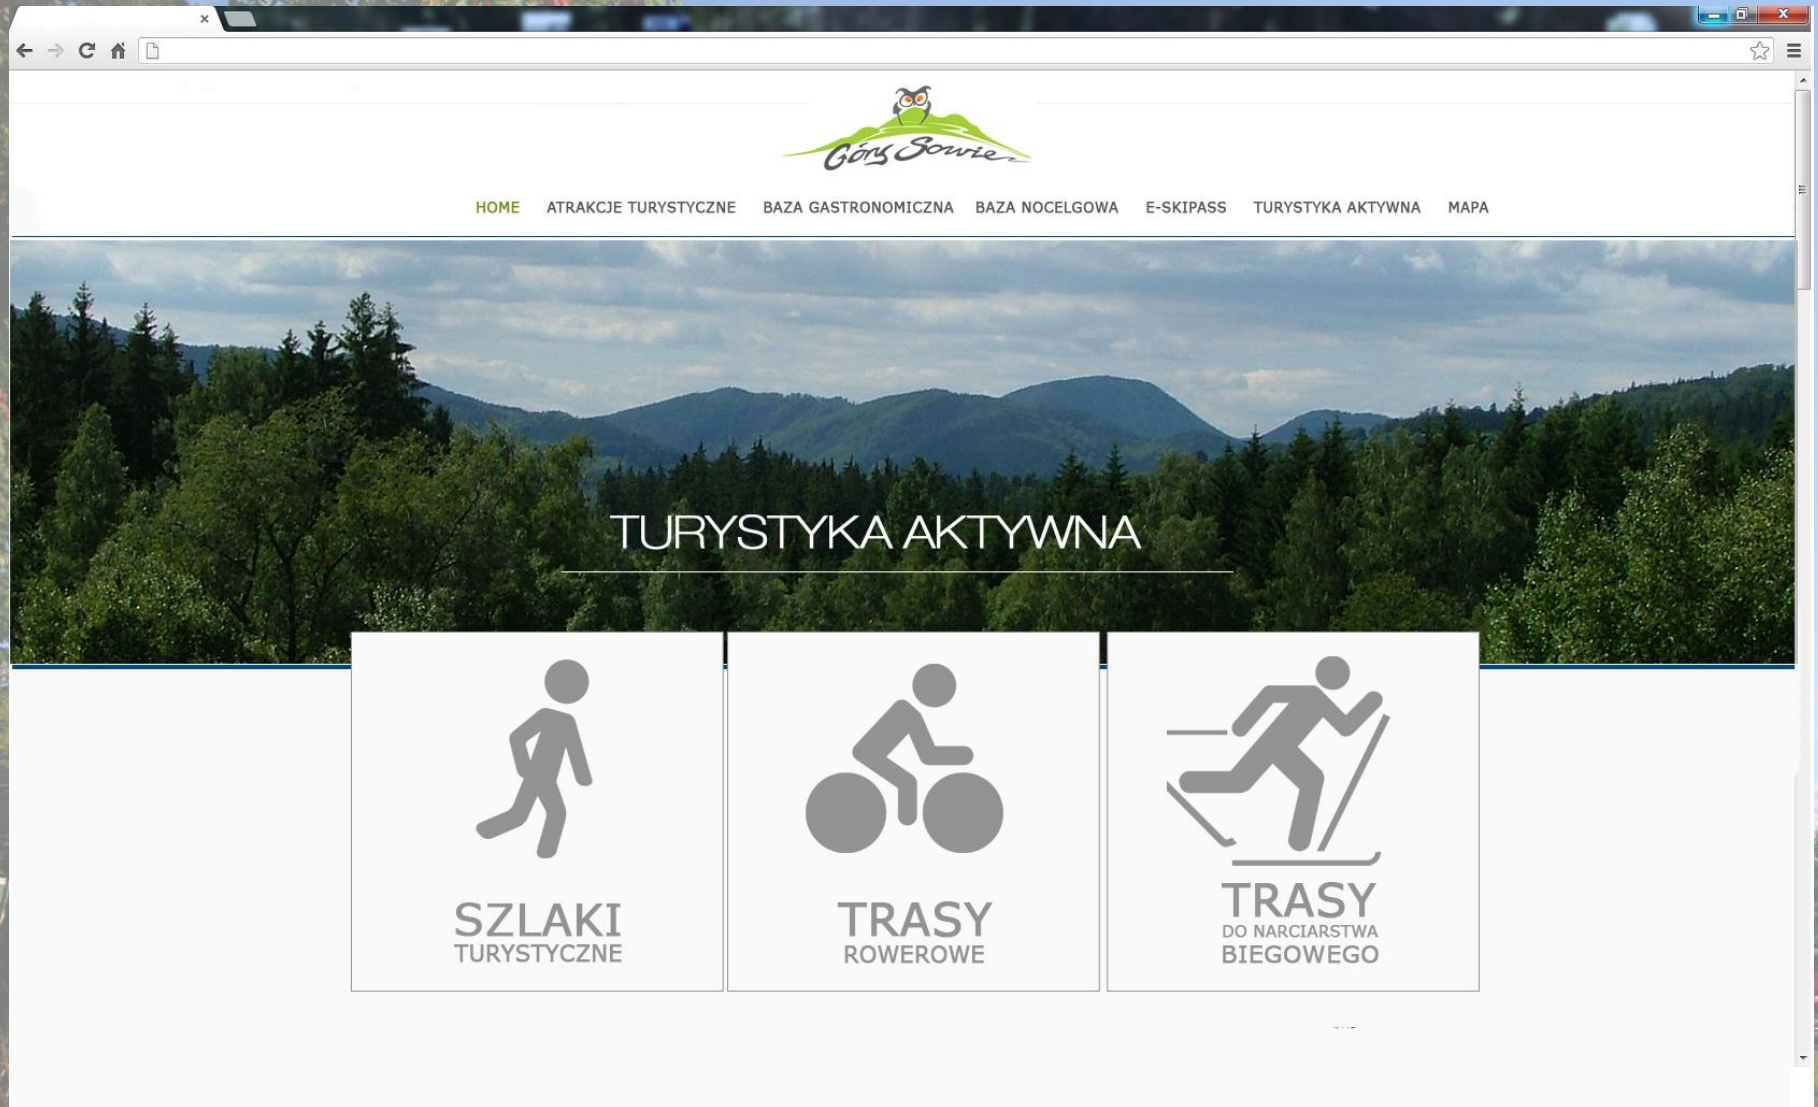 Góry Sowie
HOME ATRAKCJE TURYSTYCZNE BAZA GASTRONOMICZNA BAZA NOCELGOWA E-SKIPASS TURYSTYKA AKTYWNA MAPA
TURYSTYKA AKTYWNA
SZLAKI
TURYSTYCZNE
TRASY
ROWEROWE
TRASY
DO NARCIARSTWA
BIEGOWEGO